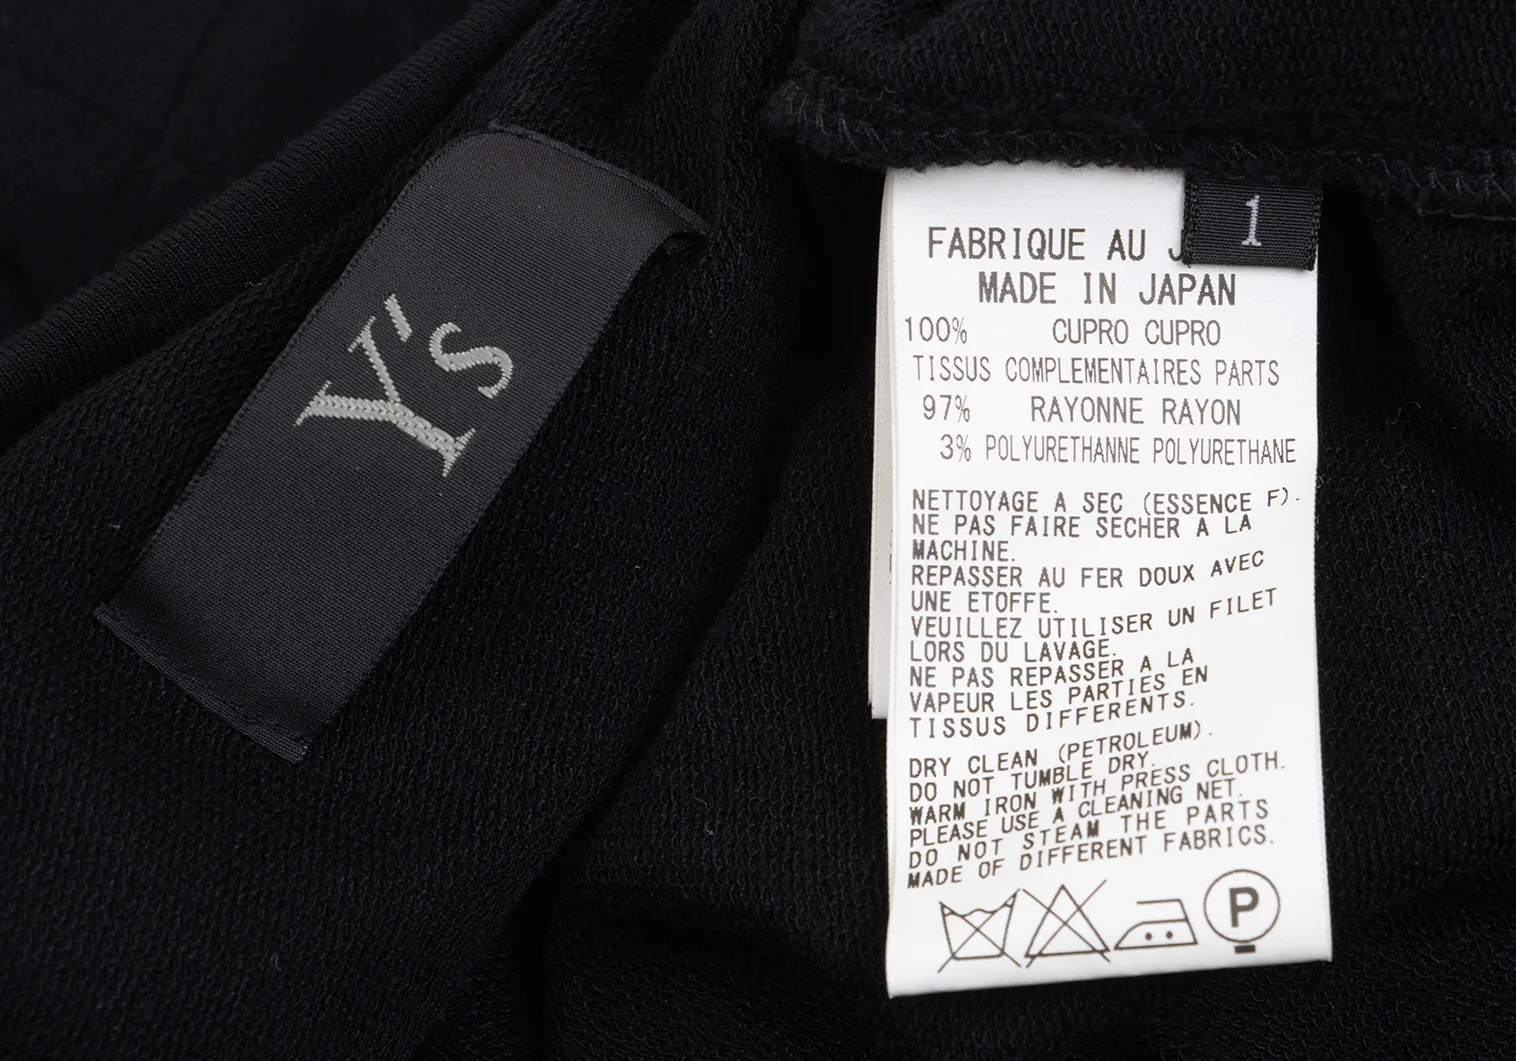 Y's
1
FABRIQUE AU J
MADE IN JAPAN
100% CUPRO CUPRO
TISSUS COMPLEMENTAIRES PARTS
97% RAYONNE RAYON
3% POLYURETHANNE POLYURETHANE
NETTOYAGE A SEC (ESSENCE F).
NE PAS FAIRE SECHER A LA
MACHINE.
REPASSER AU FER DOUX AVEC
UNE ETOFFE.
VEUILLEZ UTILISER UN FILET
LORS DU LAVAGE.
NE PAS REPASSER A LA
VAPEUR LES PARTIES EN
TISSUS DIFFERENTS.
DRY CLEAN (PETROLEUM).
DO NOT TUMBLE DRY.
WARM IRON WITH PRESS CLOTH.
PLEASE USE A CLEANING NET.
DO NOT STEAM THE PARTS
MADE OF DIFFERENT FABRICS.
P